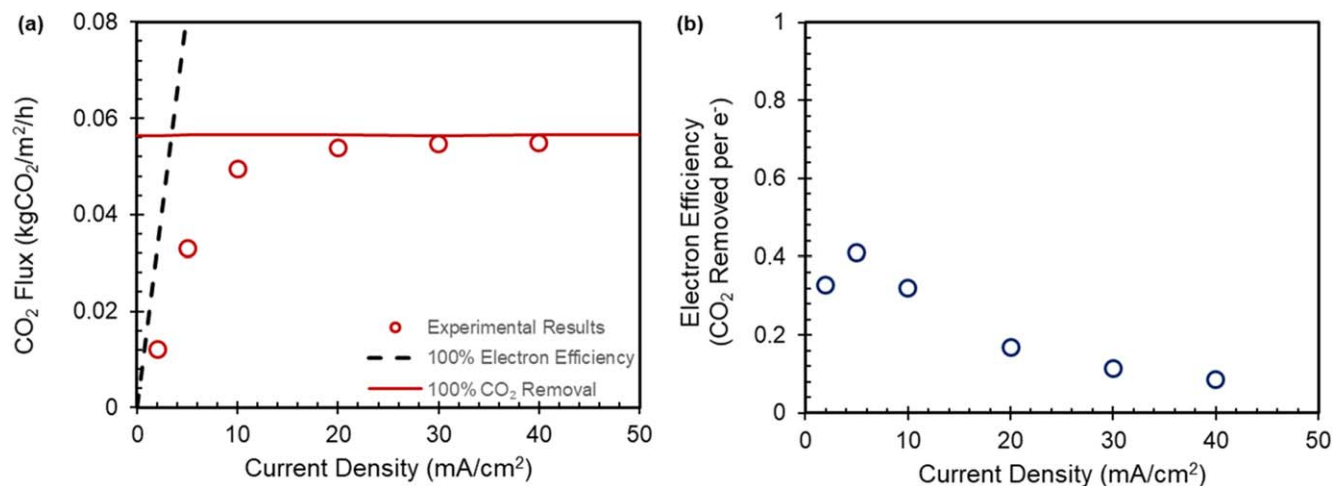 (a)
CO₂ Flux (kgCO₂/m²/h)
0.08
0.06
0.04
0.02
0
0 10 20 30 40 50
Current Density (mA/cm²)
Experimental Results
100% Electron Efficiency
100% CO₂ Removal
(b)
Electron Efficiency
(CO₂ Removed per e⁻)
1
0.8
0.6
0.4
0.2
0
0 10 20 30 40 50
Current Density (mA/cm²)